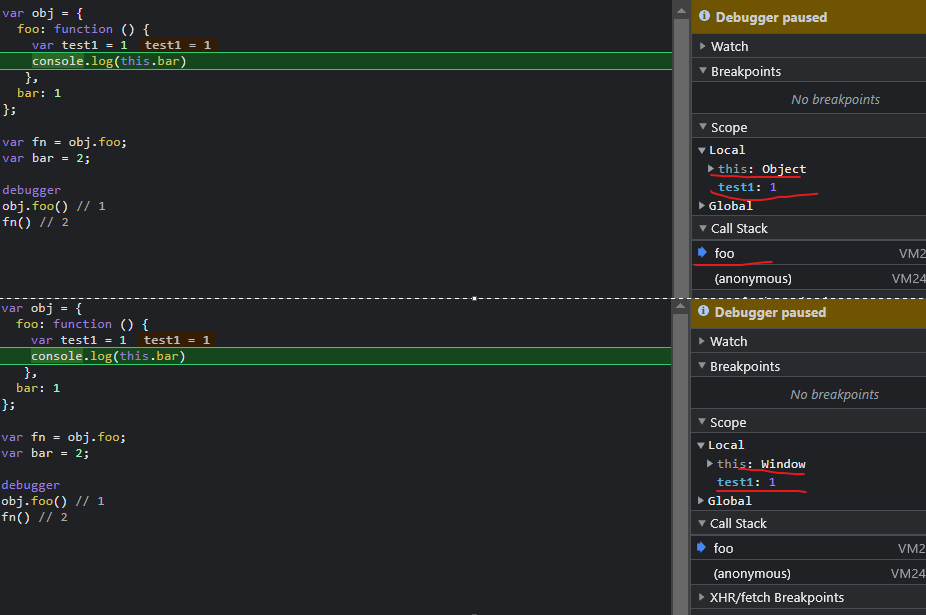 var obj = {
foo: function () {
var test1 = 1 test1 = 1
console.log(this.bar)
},
bar: 1
};
var fn = obj.foo;
var bar = 2;
debugger
obj.foo() // 1
fn() // 2
Debugger paused
Watch
Breakpoints
No breakpoints
Scope
Local
this: Object
test1: 1
Global
Call Stack
foo VM2
(anonymous) VM24
var obj = {
foo: function () {
var test1 = 1 test1 = 1
console.log(this.bar)
},
bar: 1
};
var fn = obj.foo;
var bar = 2;
debugger
obj.foo() // 1
fn() // 2
Debugger paused
Watch
Breakpoints
No breakpoints
Scope
Local
this: Window
test1: 1
Global
Call Stack
foo VM2
(anonymous) VM24
XHR/fetch Breakpoints